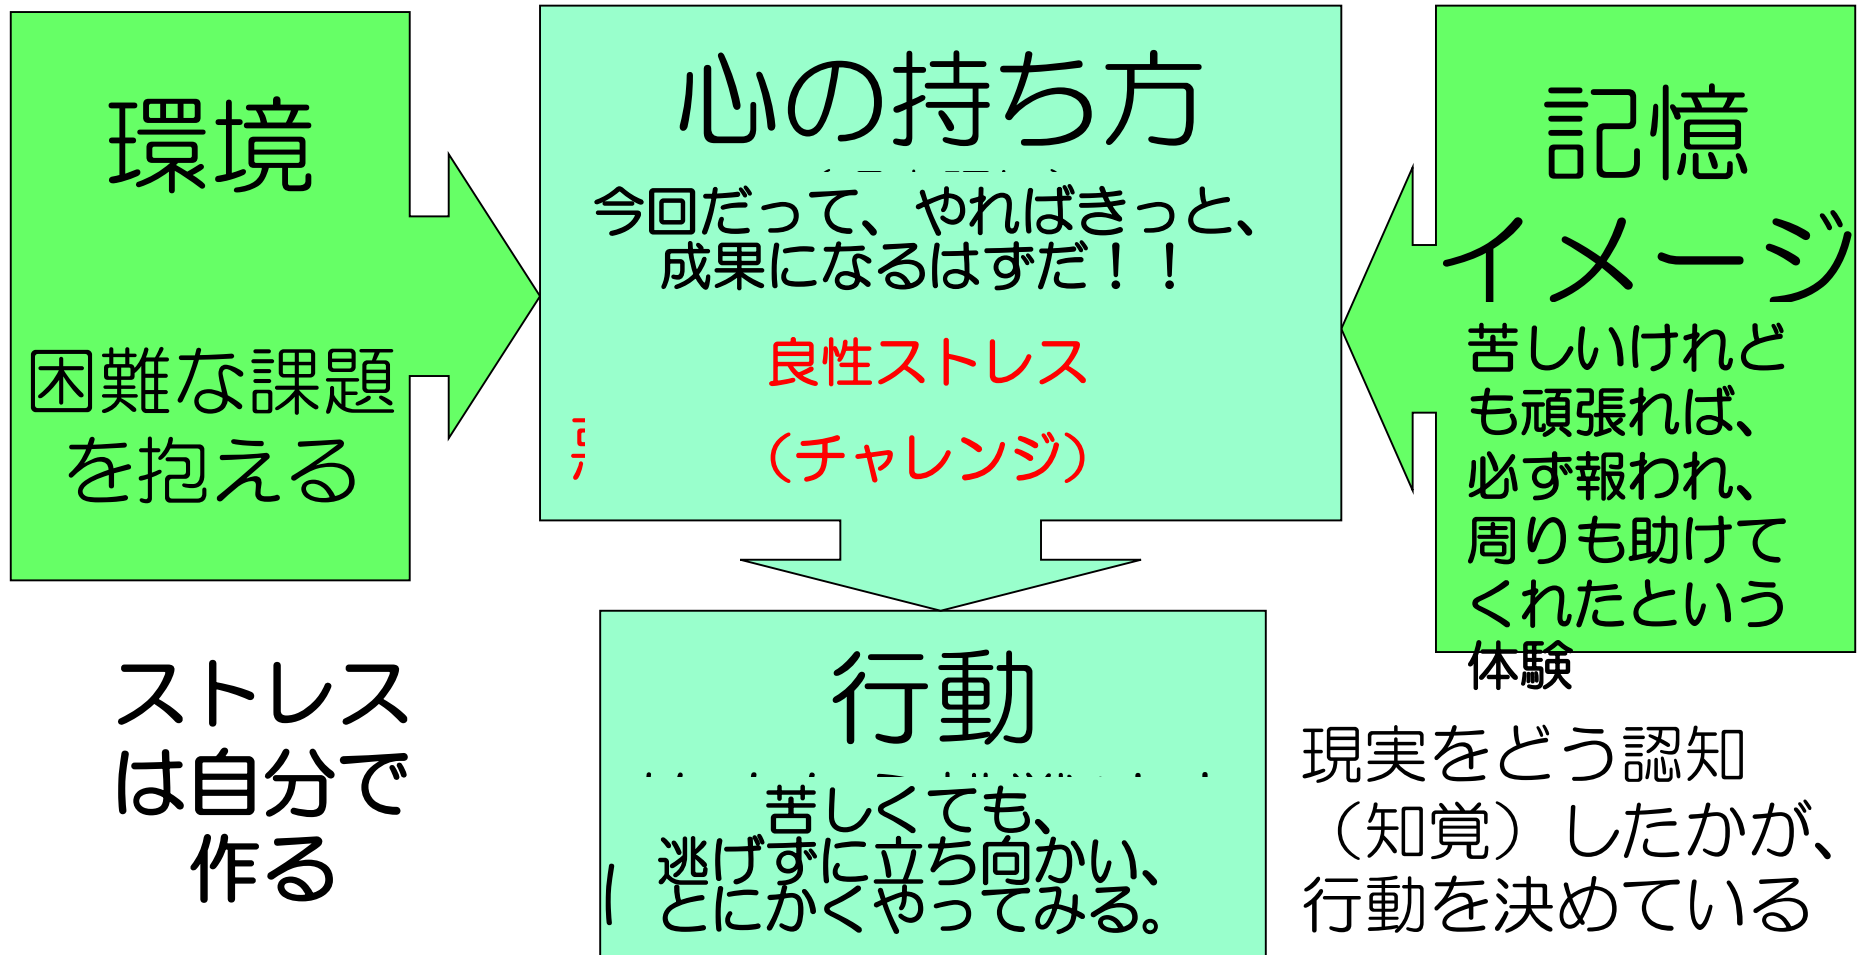 環境
困難な課題
を抱える
心の持ち方
今回だって、やればきっと、
成果になるはずだ！！
良性ストレス
（チャレンジ）
記憶
イメージ
苦しいけれど
も頑張れば、
必ず報われ、
周りも助けて
くれたという
体験
行動
苦しくても、
逃げずに立ち向かい、
とにかくやってみる。
ストレス
は自分で
作る
現実をどう認知
（知覚）したかが、
行動を決めている